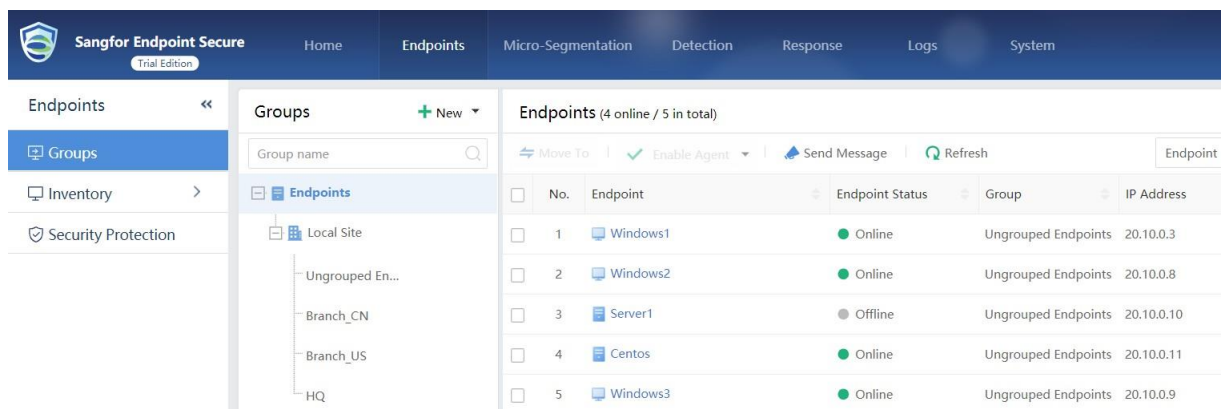 Sangfor Endpoint Secure Home Endpoints Micro-Segmentation Detection Response Logs System
Trial Edition
Endpoints «
Groups
Inventory >
Security Protection
Groups + New
Group name
Endpoints
Local Site
Ungrouped En...
Branch_CN
Branch_US
HQ
Endpoints (4 online / 5 in total)
Move To Enable Agent Send Message Refresh Endpoint
No. Endpoint Endpoint Status Group IP Address
1 Windows1 Online Ungrouped Endpoints 20.10.0.3
2 Windows2 Online Ungrouped Endpoints 20.10.0.8
3 Server1 Offline Ungrouped Endpoints 20.10.0.10
4 Centos Online Ungrouped Endpoints 20.10.0.11
5 Windows3 Online Ungrouped Endpoints 20.10.0.9